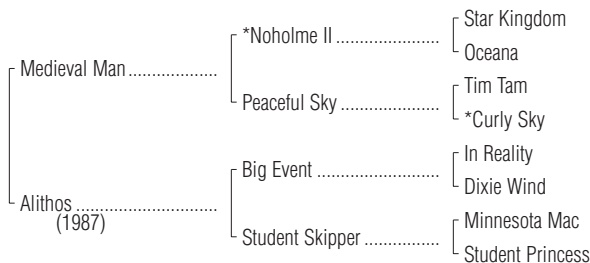 Star Kingdom
*Noholme II ..................
Oceana
Medieval Man ................
Tim Tam
Peaceful Sky .................
*Curly Sky
In Reality
Big Event .....................
Dixie Wind
Alithos .........................
(1987)
Minnesota Mac
Student Skipper .............
Student Princess